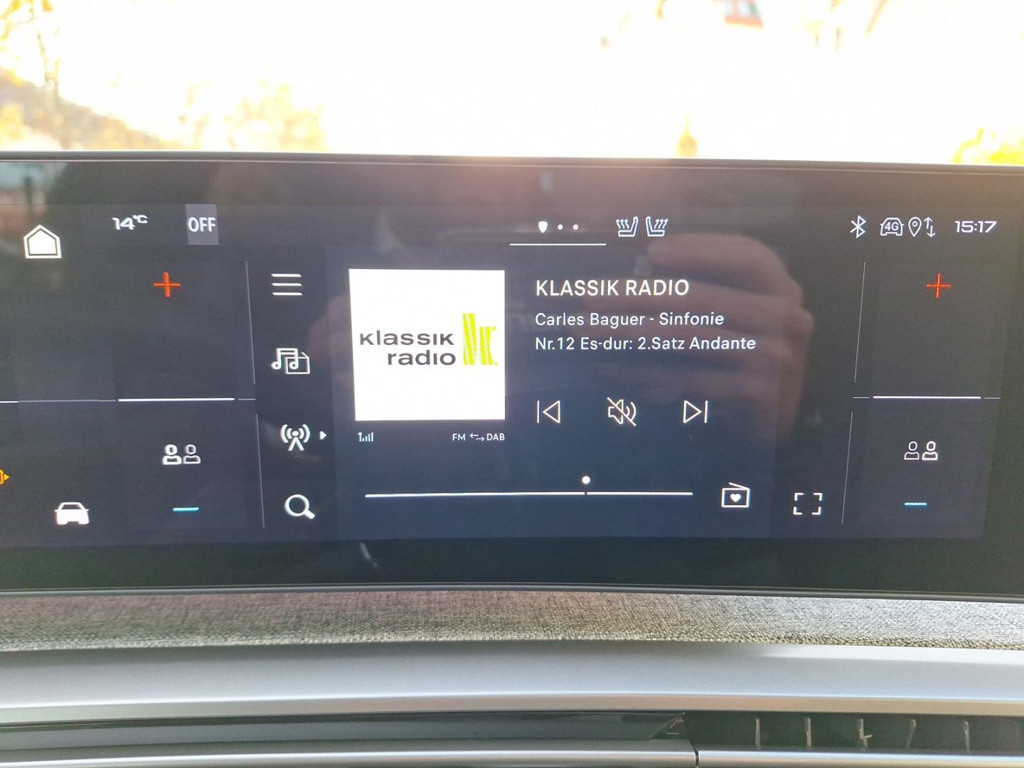 14°C
OFF
4G
15:17
klassik
radio
KLASSIK RADIO
Carles Baguer - Sinfonie
Nr.12 Es-dur: 2.Satz Andante
FM DAB